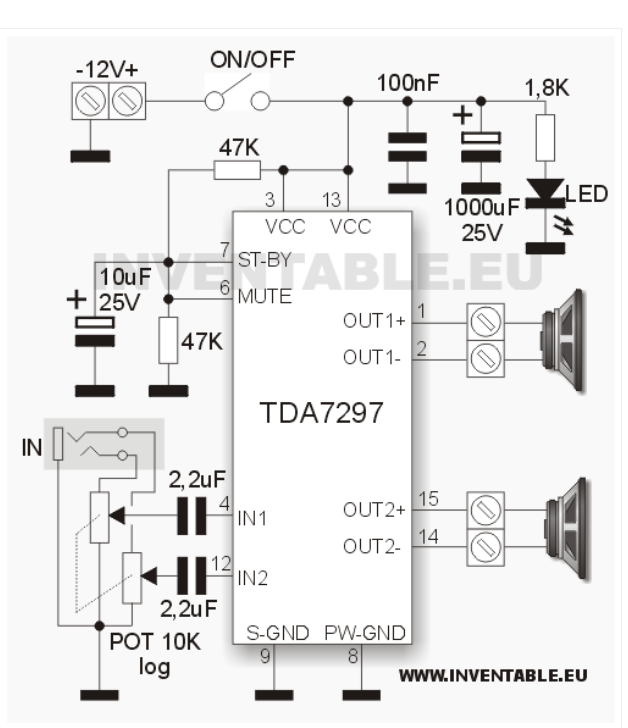 -12V+
ON/OFF
100nF
1,8K
47K
+
3
13
VCC
VCC
1000uF
25V
LED
INVENTABLE.EU
7
ST-BY
10uF
25V
+
6
MUTE
1
OUT1+
47K
2
OUT1-
TDA7297
IN
2,2uF
4
IN1
15
OUT2+
14
OUT2-
12
IN2
2,2uF
POT 10K
log
S-GND
PW-GND
9
8
WWW.INVENTABLE.EU